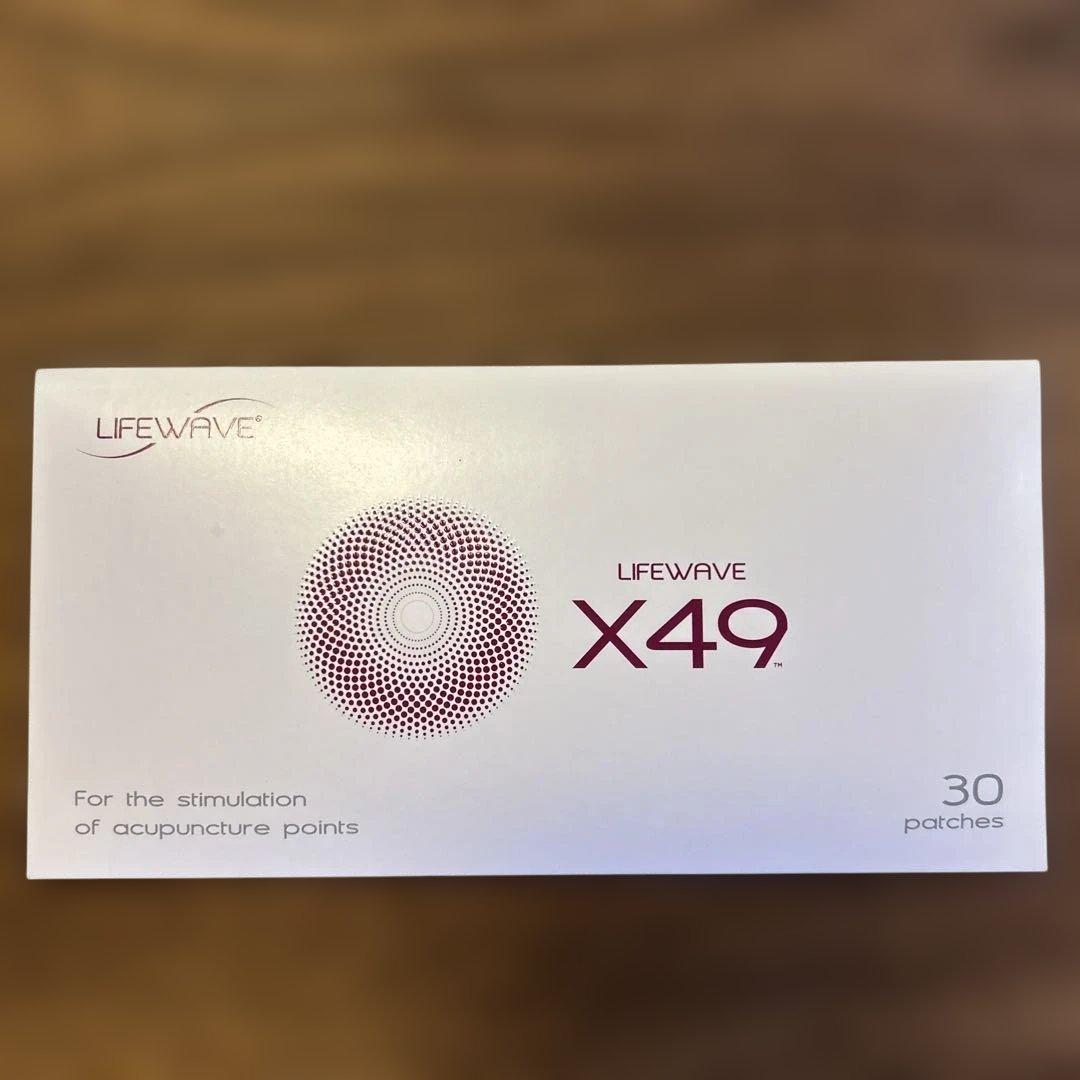 LIFEWAVE®
LIFEWAVE
X49™
For the stimulation
of acupuncture points
30
patches